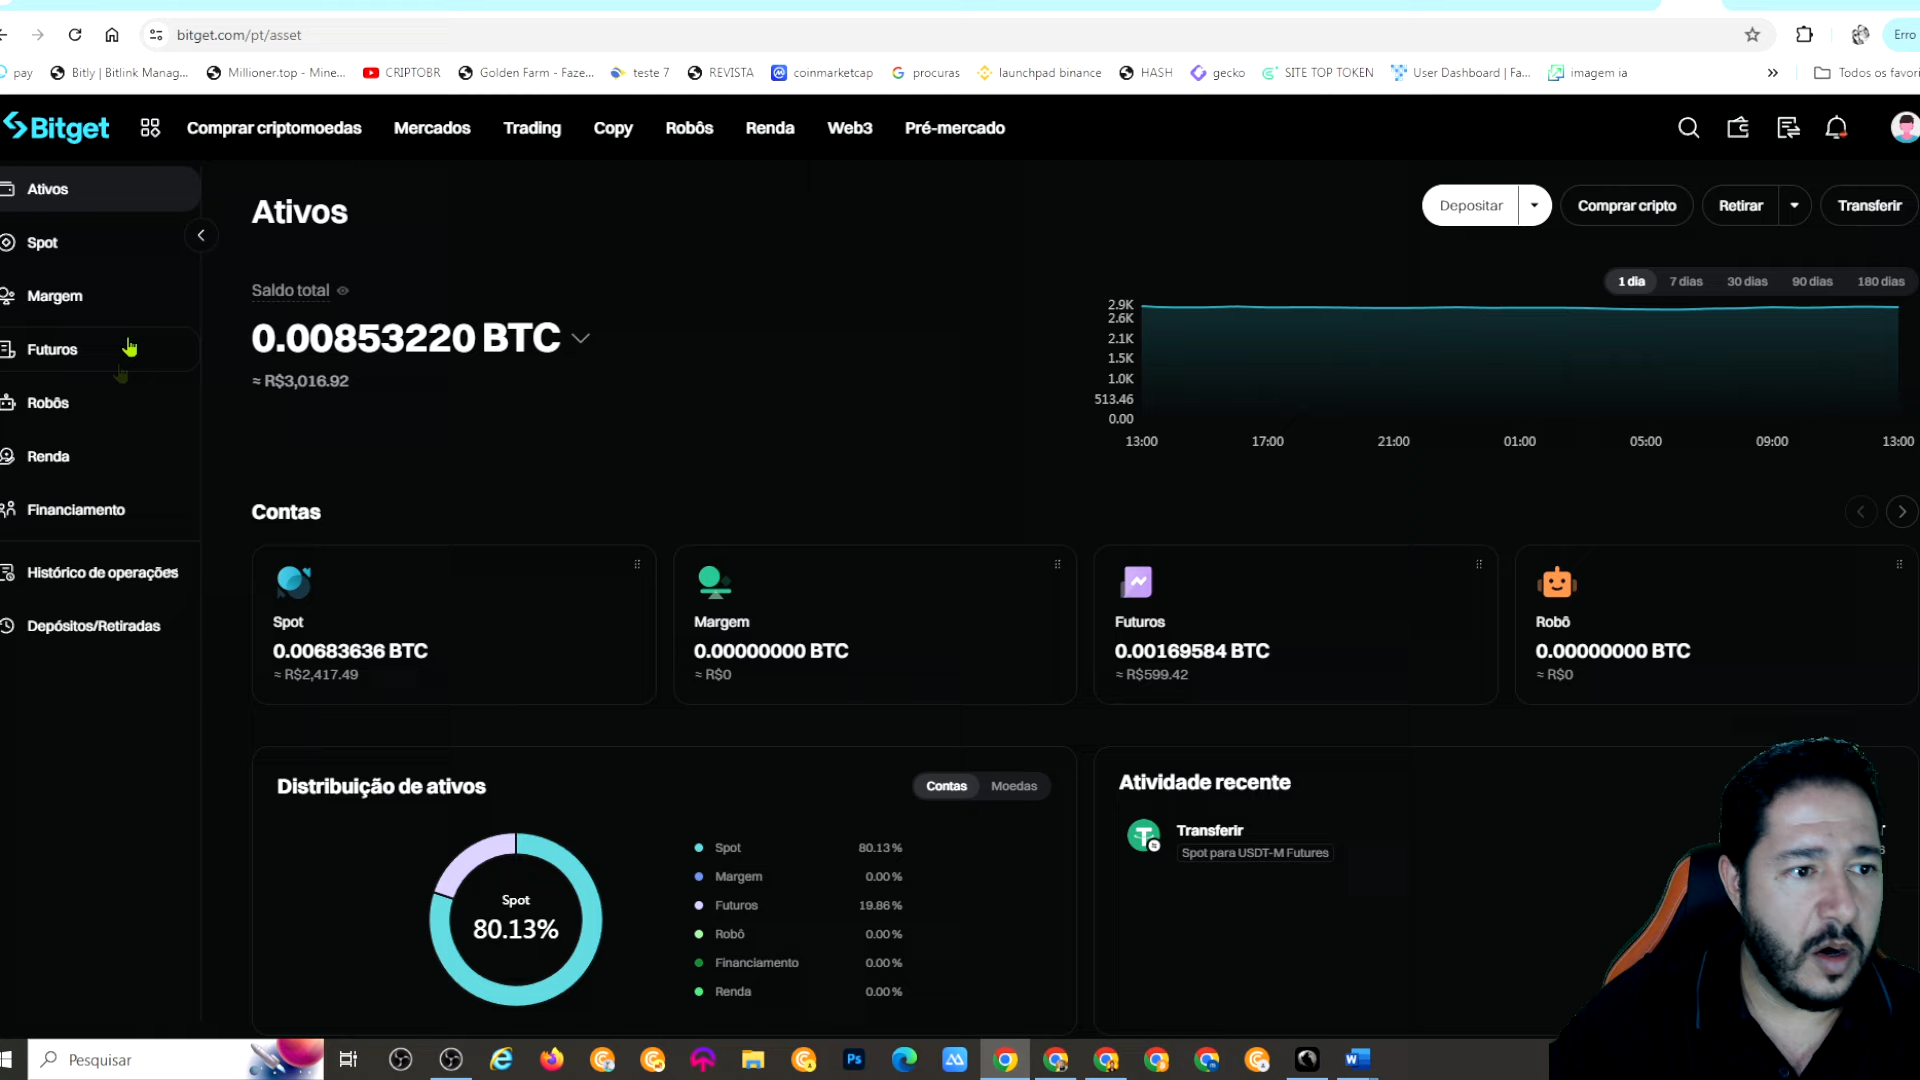 bitget.com/pt/asset
Erro
pay
Bitly | Bitlink Manag...
Millioner.top - Mine...
CRIPTOBR
Golden Farm - Faze...
teste 7
REVISTA
coinmarketcap
procuras
launchpad binance
HASH
gecko
SITE TOP TOKEN
User Dashboard | Fa...
imagem ia
Todos os favori
Bitget
Comprar criptomoedas
Mercados
Trading
Copy
Robôs
Renda
Web3
Pré-mercado
Ativos
Spot
Margem
Futuros
Robôs
Renda
Financiamento
Histórico de operações
Depósitos/Retiradas
Ativos
Depositar
Comprar cripto
Retirar
Transferir
Saldo total
0.00853220 BTC
≈ R$3,016.92
1 dia
7 dias
30 dias
90 dias
180 dias
2.9K
2.6K
2.1K
1.5K
1.0K
513.46
0.00
13:00
17:00
21:00
01:00
05:00
09:00
13:00
Contas
Spot
0.00683636 BTC
≈ R$2,417.49
Margem
0.00000000 BTC
≈ R$0
Futuros
0.00169584 BTC
≈ R$599.42
Robô
0.00000000 BTC
≈ R$0
Distribuição de ativos
Contas
Moedas
Spot
80.13%
Spot 80.13%
Margem 0.00%
Futuros 19.86%
Robô 0.00%
Financiamento 0.00%
Renda 0.00%
Atividade recente
Transferir
Spot para USDT-M Futures
Pesquisar
Ps